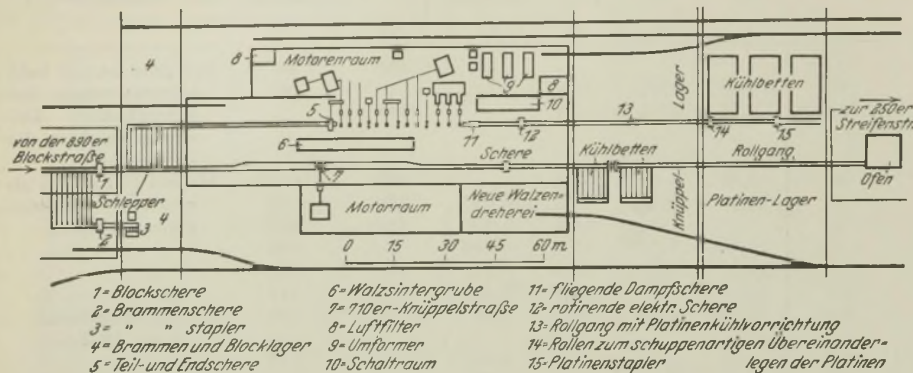 8
Motorenraum
4
9
8
10
5
11
12
13
Lager
Kühlbetten
14
15
zur 250er
Streifenstr.
von der 890er
Blockstraße
6
Schere
Kühlbetten
Rollgang
Ofen
1
7
Schlepper
4
2
3
Motorraum
Neue Walzen=
dreherei
Knüppel-
Platinen-Lager
0 15 30 45 60 m
1=Blockschere
2=Brammenschere
3= " " stapler
4=Brammen und Blocklager
5=Teil-und Endschere
6=Walzsintergrube
7=710er-Knüppelstraße
8=Luftfilter
9=Umformer
10=Schaltraum
11=fliegende Dampfschere
12=rotirende elektr. Schere
13=Rollgang mit Platinenkühlvorrichtung
14=Rollen zum schuppenartigen Übereinander=
legen der Platinen
15=Platinenstapler